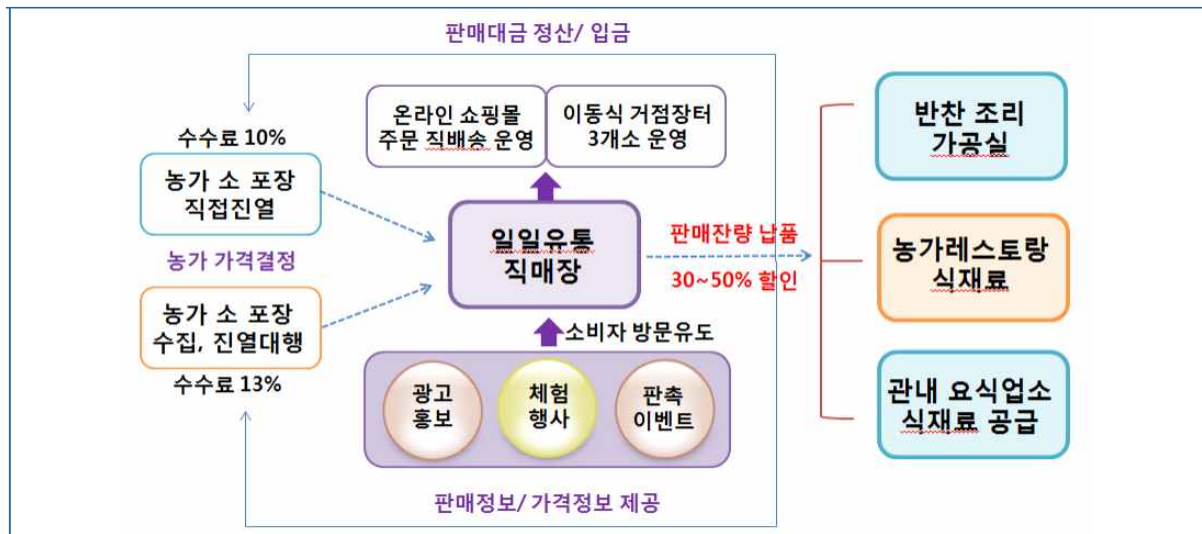 판매대금 정산/ 입금
온라인 쇼핑몰
주문 직배송 운영
이동식 거점장터
3개소 운영
수수료 10%
농가 소 포장
직접진열
농가 가격결정
농가 소 포장
수집, 진열대행
수수료 13%
일일유통
직매장
소비자 방문유도
광고
홍보
체험
행사
판촉
이벤트
판매잔량 납품
30~50% 할인
반찬 조리
가공실
농가레스토랑
식재료
관내 요식업소
식재료 공급
판매정보/ 가격정보 제공